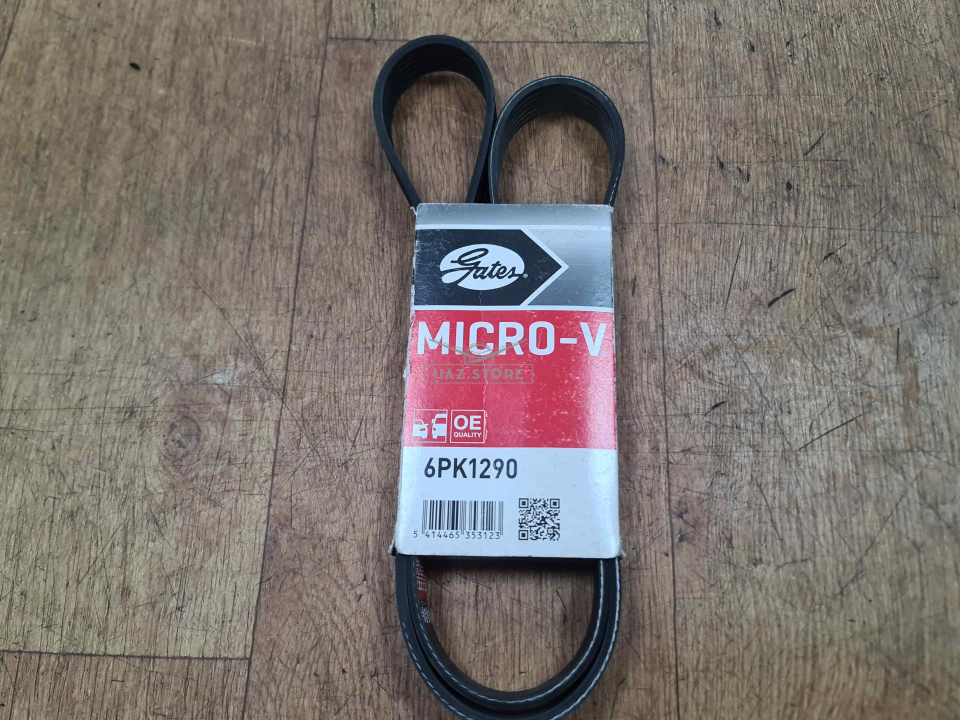 Gates®
MICRO-V
UAZ.STORE
OE
QUALITY
6PK1290
5 414465 353123